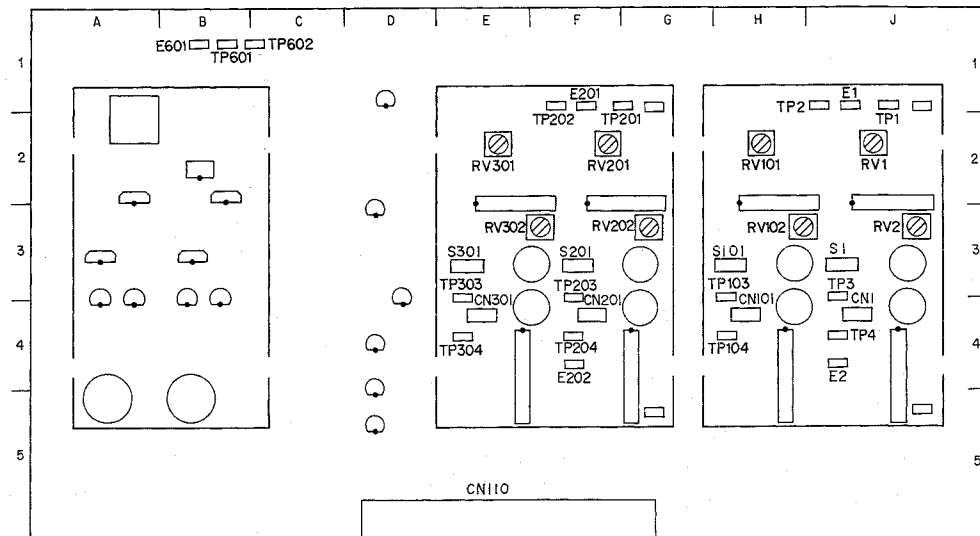 A B C D E F G H J
E601 TP601 TP602
1 1
E201 E1
TP202 TP201 TP2 TP1
2 2
RV301 RV201 RV101 RV1
RV302 RV202 RV102 RV2
3 3
S301 S201 S101 S1
TP303 TP203 TP103 TP3
CN301 CN201 CN101 CN1
4 4
TP304 TP204 TP104 TP4
E202 E2
5 5
CN110